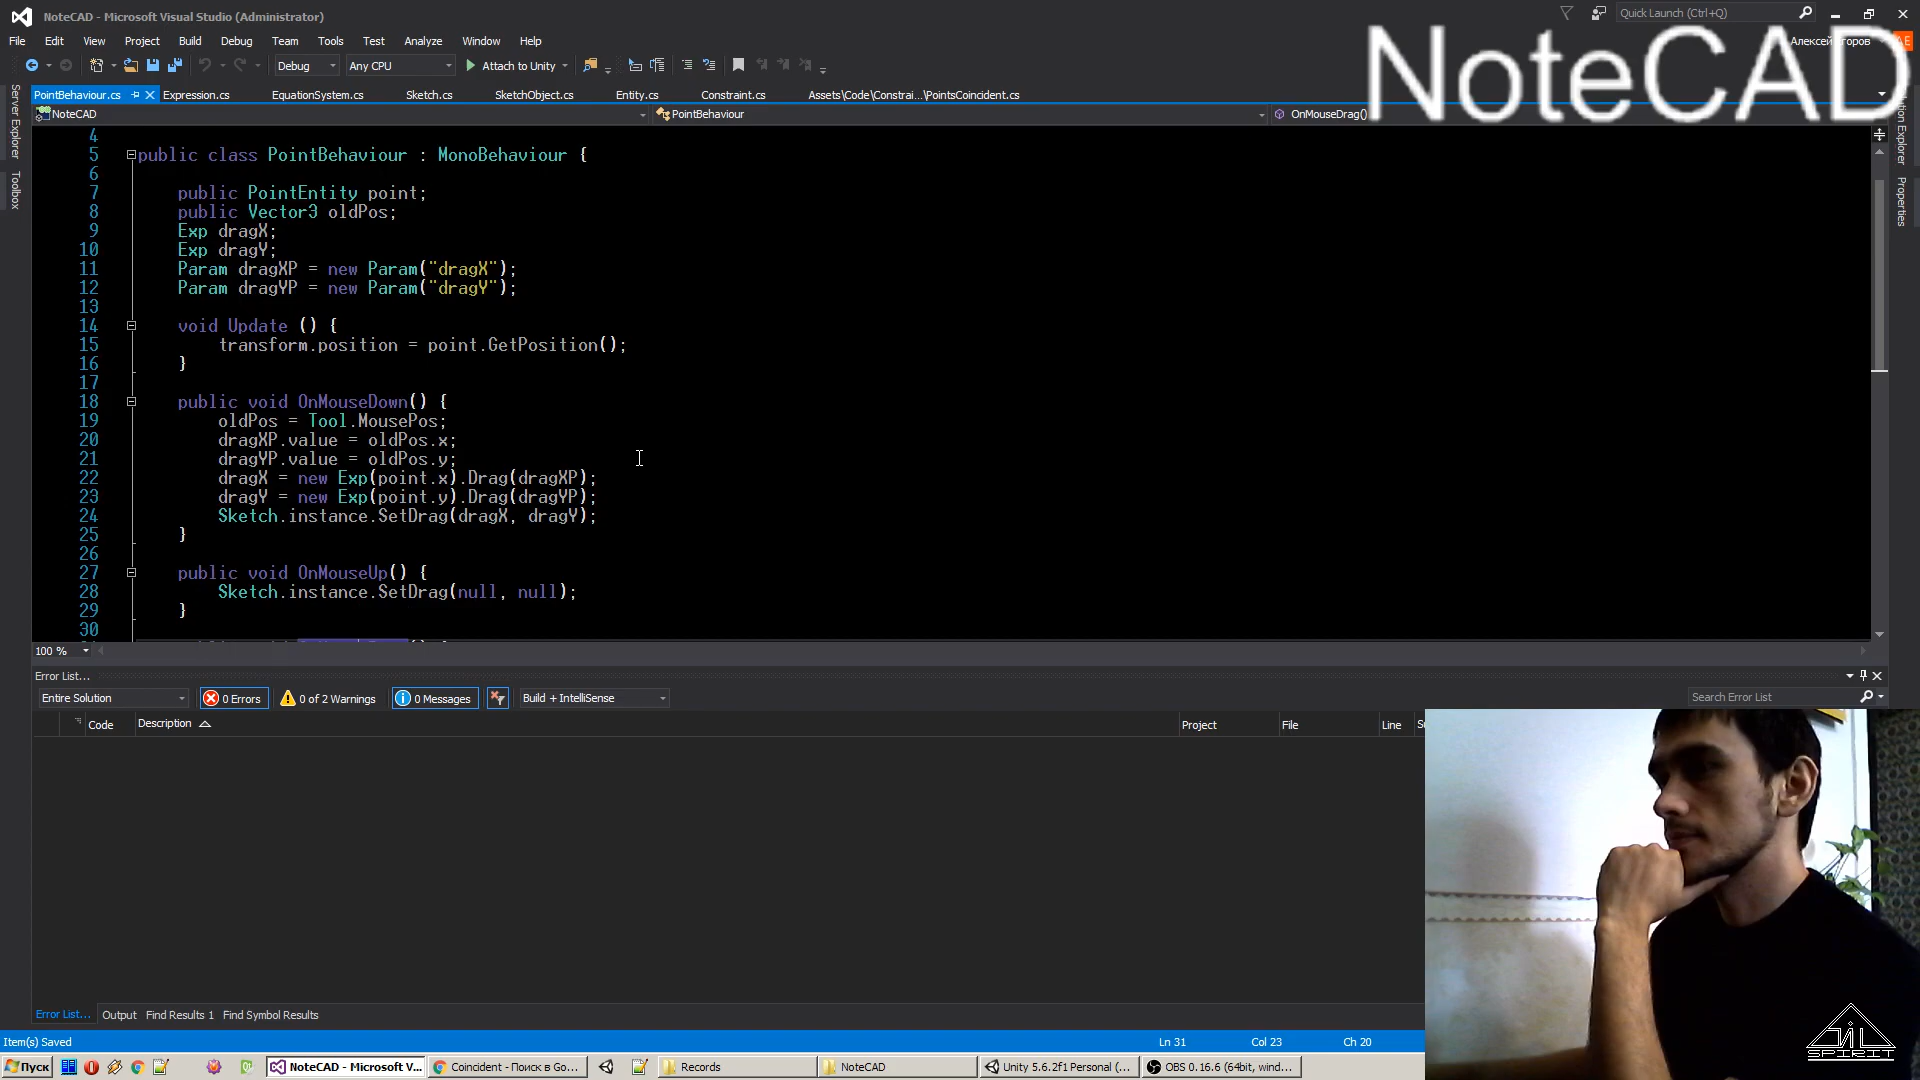 NoteCAD - Microsoft Visual Studio (Administrator)
Quick Launch (Ctrl+Q)
File Edit View Project Build Debug Team Tools Test Analyze Window Help
NoteCAD
Debug Any CPU Attach to Unity
PointBehaviour.cs Expression.cs EquationSystem.cs Sketch.cs SketchObject.cs Entity.cs Constraint.cs Assets\Code\Constrai...\PointsCoincident.cs
NoteCAD PointBehaviour OnMouseDrag()
Server Explorer
Toolbox
Properties
4
5 public class PointBehaviour : MonoBehaviour {
6
7 public PointEntity point;
8 public Vector3 oldPos;
9 Exp dragX;
10 Exp dragY;
11 Param dragXP = new Param("dragX");
12 Param dragYP = new Param("dragY");
13
14 void Update () {
15 transform.position = point.GetPosition();
16 }
17
18 public void OnMouseDown() {
19 oldPos = Tool.MousePos;
20 dragXP.value = oldPos.x;
21 dragYP.value = oldPos.y;
22 dragX = new Exp(point.x).Drag(dragXP);
23 dragY = new Exp(point.y).Drag(dragYP);
24 Sketch.instance.SetDrag(dragX, dragY);
25 }
26
27 public void OnMouseUp() {
28 Sketch.instance.SetDrag(null, null);
29 }
30
100 %
Error List...
Entire Solution 0 Errors 0 of 2 Warnings 0 Messages Build + IntelliSense Search Error List
Code Description Project File Line
Error List... Output Find Results 1 Find Symbol Results
Item(s) Saved Ln 31 Col 23 Ch 20
SPIRIT
Пуск NoteCAD - Microsoft V... Coincident - Поиск в Go... Records NoteCAD Unity 5.6.2f1 Personal (... OBS 0.16.6 (64bit, wind...